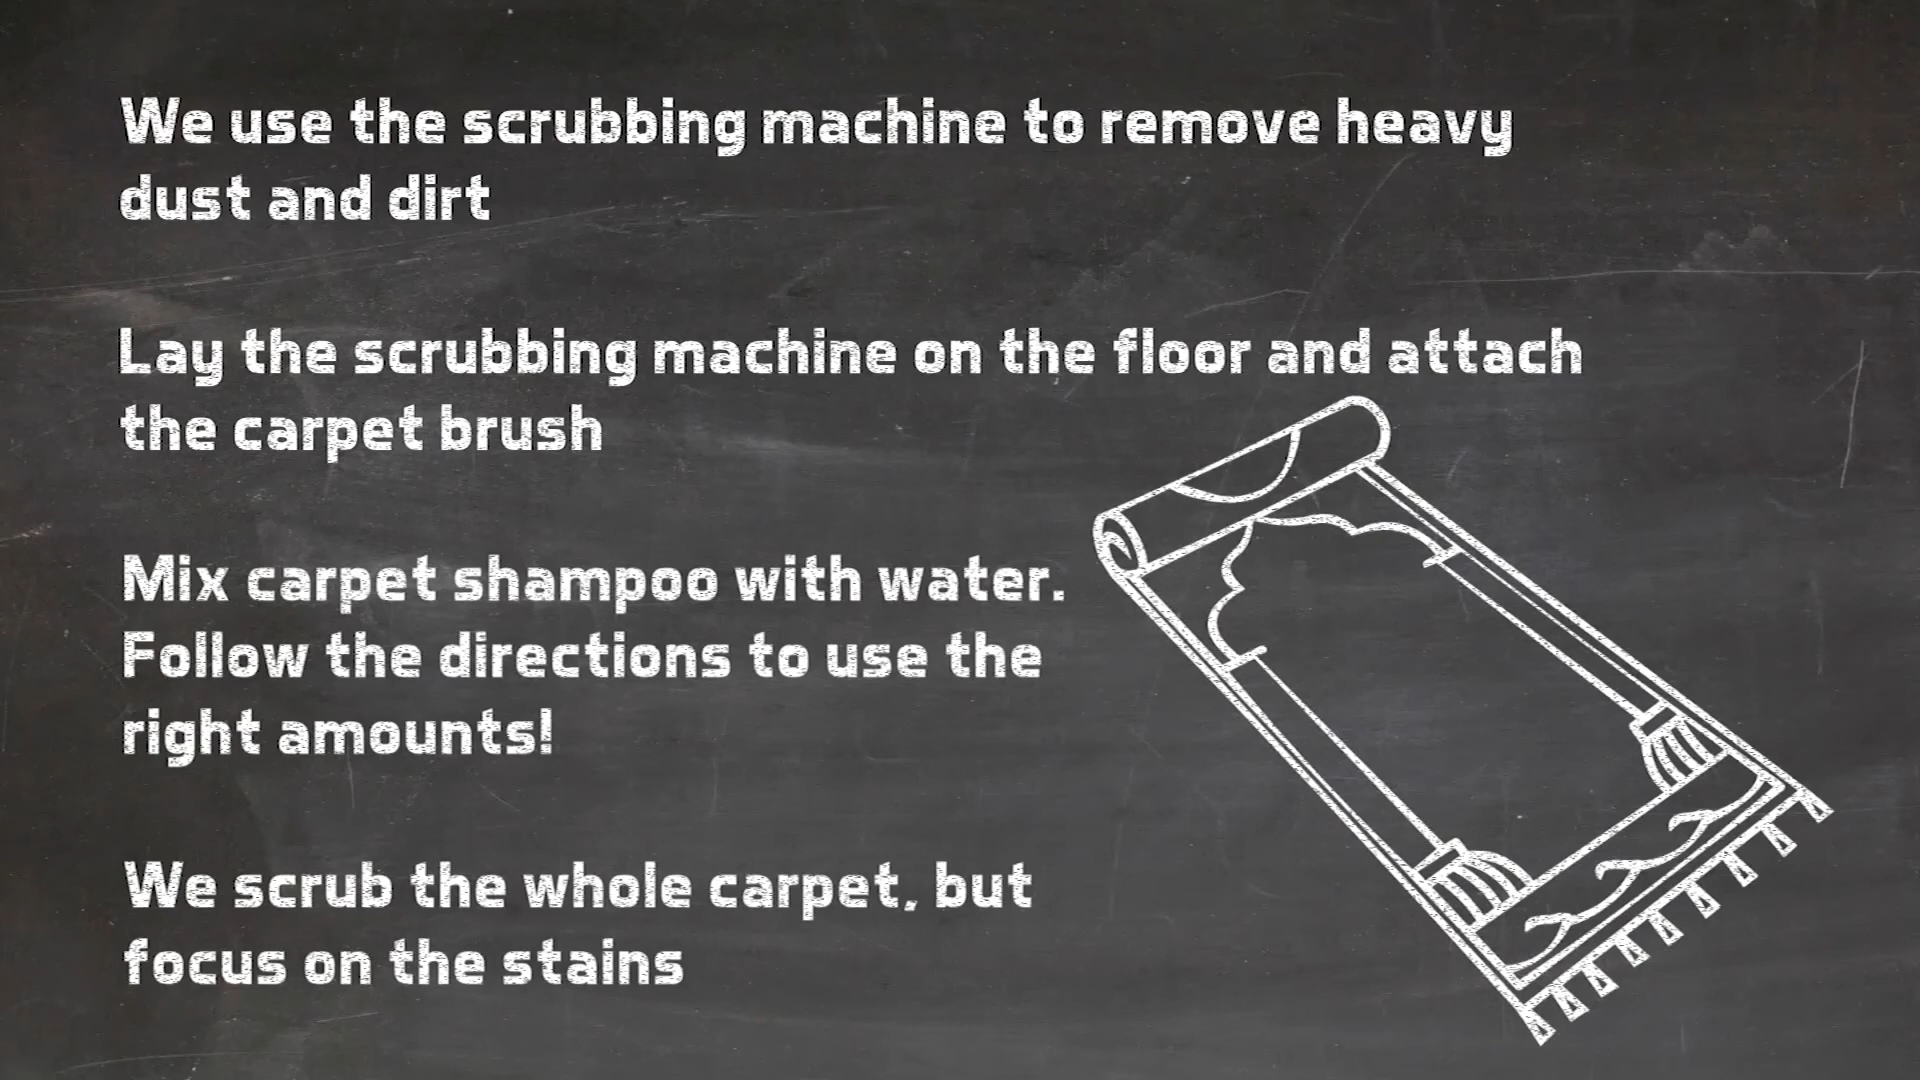 We use the scrubbing machine to remove heavy
dust and dirt
Lay the scrubbing machine on the floor and attach
the carpet brush
Mix carpet shampoo with water.
Follow the directions to use the
right amounts!
We scrub the whole carpet, but
focus on the stains